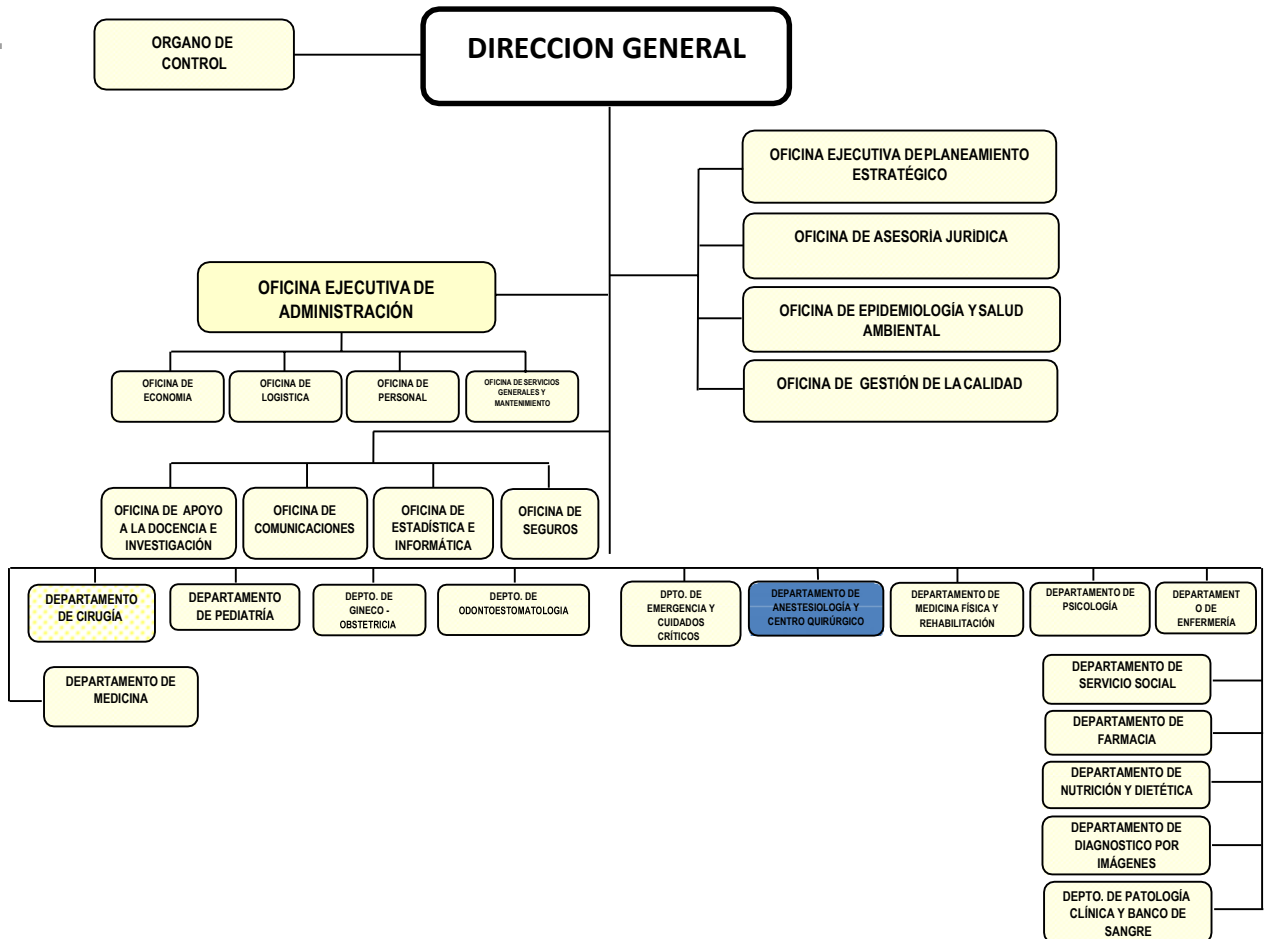 ORGANO DE
CONTROL
DIRECCION GENERAL
OFICINA EJECUTIVA DE PLANEAMIENTO
ESTRATÉGICO
OFICINA DE ASESORÍA JURÍDICA
OFICINA DE EPIDEMIOLOGÍA Y SALUD
AMBIENTAL
OFICINA DE GESTIÓN DE LA CALIDAD
OFICINA EJECUTIVA DE
ADMINISTRACIÓN
OFICINA DE
ECONOMIA
OFICINA DE
LOGISTICA
OFICINA DE
PERSONAL
OFICINA DE SERVICIOS
GENERALES Y
MANTENIMIENTO
OFICINA DE APOYO
A LA DOCENCIA E
INVESTIGACIÓN
OFICINA DE
COMUNICACIONES
OFICINA DE
ESTADÍSTICA E
INFORMÁTICA
OFICINA DE
SEGUROS
DEPARTAMENTO
DE CIRUGÍA
DEPARTAMENTO
DE PEDIATRÍA
DEPTO. DE
GINECO -
OBSTETRICIA
DEPTO. DE
ODONTOESTOMATOLOGIA
DPTO. DE
EMERGENCIA Y
CUIDADOS
CRÍTICOS
DEPARTAMENTO DE
ANESTESIOLOGÍA Y
CENTRO QUIRÚRGICO
DEPARTAMENTO DE
MEDICINA FÍSICA Y
REHABILITACIÓN
DEPARTAMENTO DE
PSICOLOGÍA
DEPARTAMENT
O DE
ENFERMERÍA
DEPARTAMENTO DE
MEDICINA
DEPARTAMENTO DE
SERVICIO SOCIAL
DEPARTAMENTO DE
FARMACIA
DEPARTAMENTO DE
NUTRICIÓN Y DIETÉTICA
DEPARTAMENTO DE
DIAGNOSTICO POR
IMÁGENES
DEPTO. DE PATOLOGÍA
CLÍNICA Y BANCO DE
SANGRE